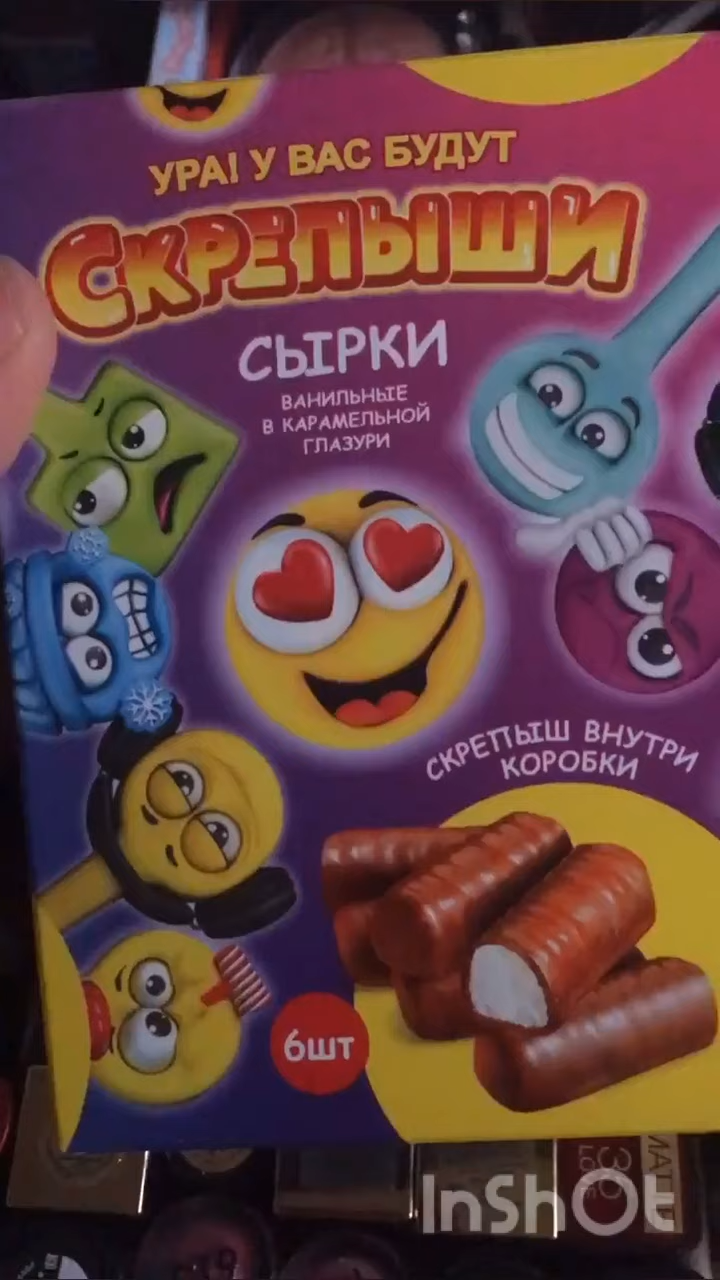 УРА! У ВАС БУДУТ
СКРЕПЫШИ
СЫРКИ
ВАНИЛЬНЫЕ
В КАРАМЕЛЬНОЙ
ГЛАЗУРИ
СКРЕПЫШ ВНУТРИ
КОРОБКИ
6шт
InShOt